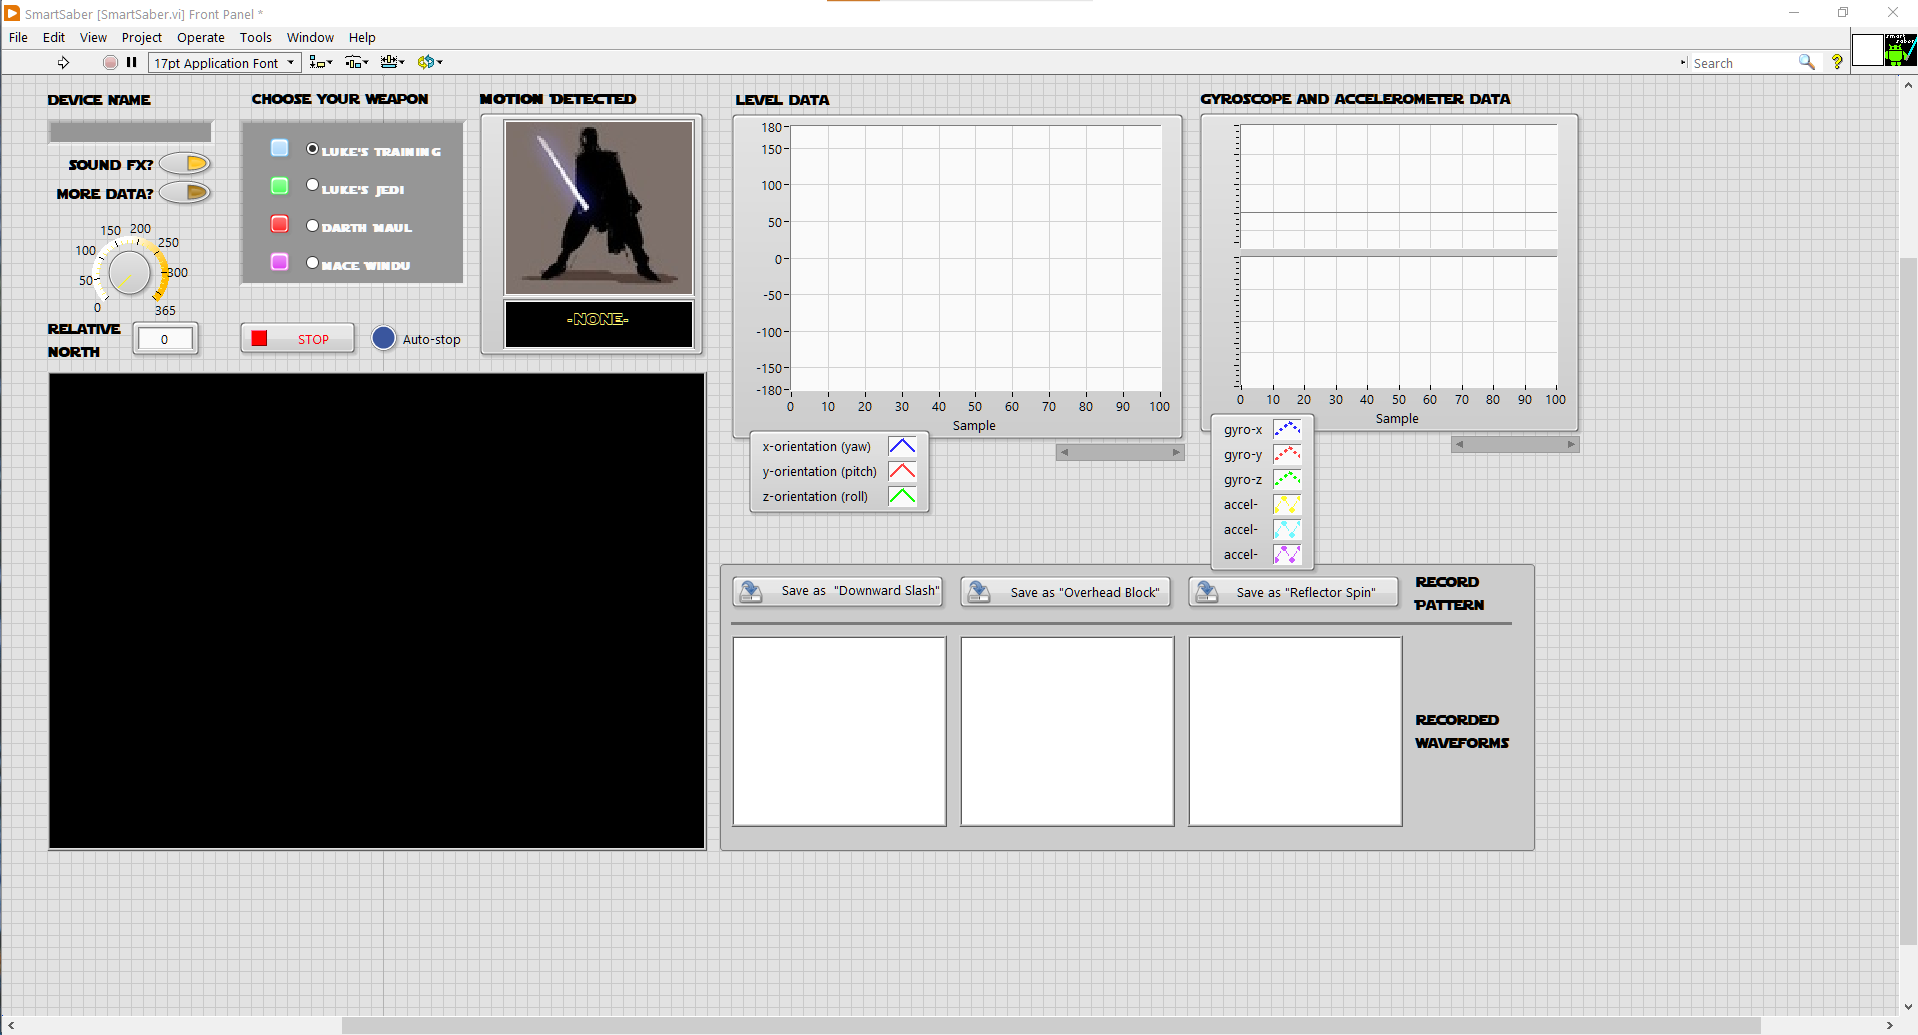 SmartSaber [SmartSaber.vi] Front Panel *
File Edit View Project Operate Tools Window Help
17pt Application Font
Search
?
DEVICE NAME
SOUND FX?
MORE DATA?
0 50 100 150 200 250 300 365
RELATIVE
NORTH
0
CHOOSE YOUR WEAPON
LUKE'S TRAINING
LUKE'S JEDI
DARTH MAUL
MACE WINDU
STOP
Auto-stop
MOTION DETECTED
-NONE-
LEVEL DATA
180
150
100
50
0
-50
-100
-150
-180
0 10 20 30 40 50 60 70 80 90 100
Sample
x-orientation (yaw)
y-orientation (pitch)
z-orientation (roll)
GYROSCOPE AND ACCELEROMETER DATA
0 10 20 30 40 50 60 70 80 90 100
Sample
gyro-x
gyro-y
gyro-z
accel-
accel-
accel-
Save as "Downward Slash"
Save as "Overhead Block"
Save as "Reflector Spin"
RECORD
PATTERN
RECORDED
WAVEFORMS